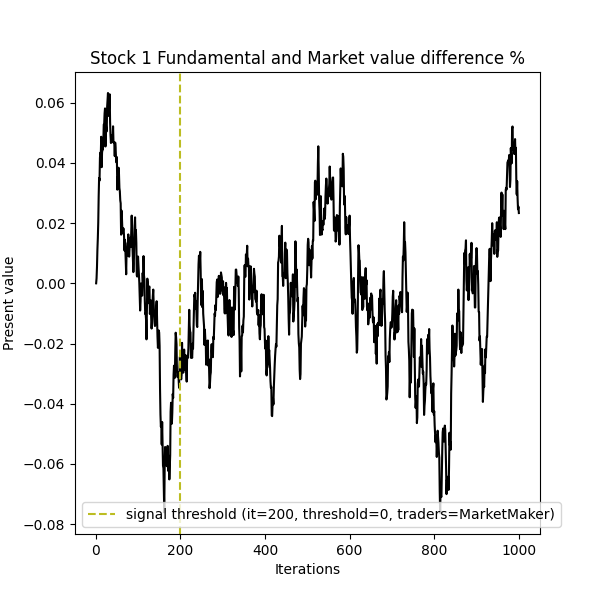 Stock 1 Fundamental and Market value difference %
Present value
0.06
0.04
0.02
0.00
−0.02
−0.04
−0.06
−0.08
signal threshold (it=200, threshold=0, traders=MarketMaker)
0 200 400 600 800 1000
Iterations